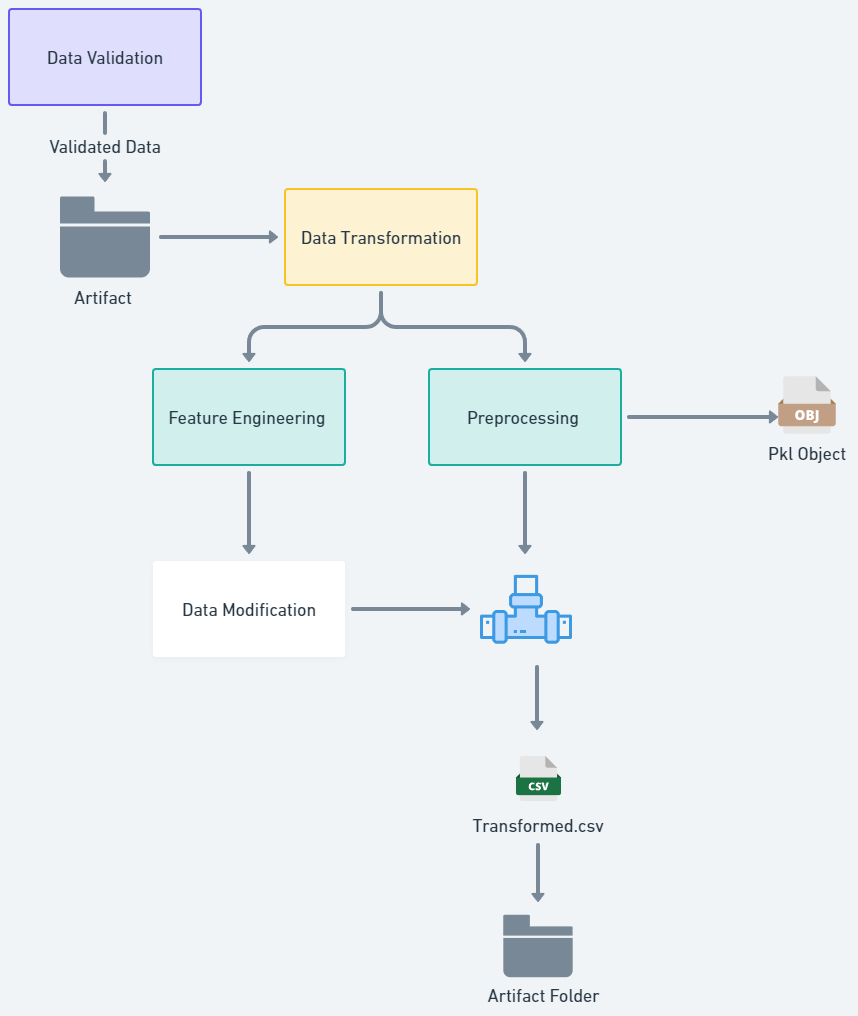 Data Validation
Validated Data
Data Transformation
Artifact
Feature Engineering
Preprocessing
OBJ
Pkl Object
Data Modification
CSV
Transformed.csv
Artifact Folder